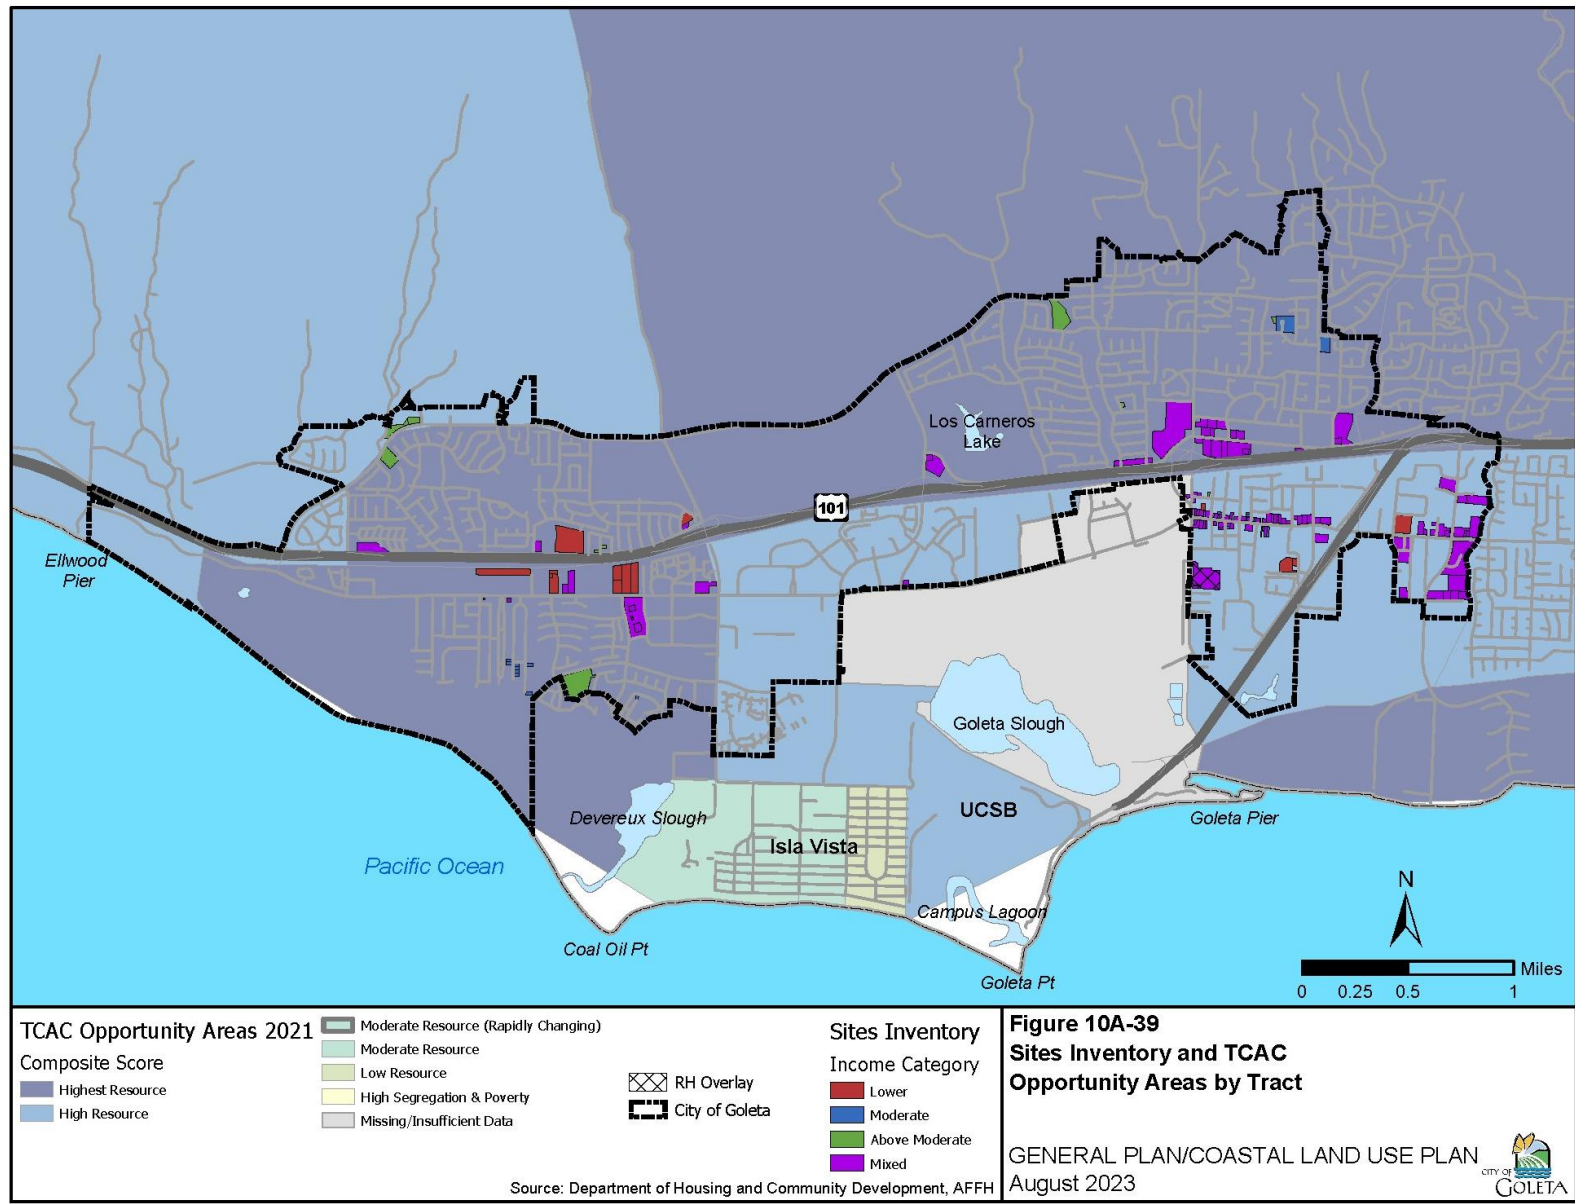 Los Carneros
Lake
101
Ellwood
Pier
Goleta Slough
UCSB
Devereux Slough
Goleta Pier
Isla Vista
Pacific Ocean
N
Campus Lagoon
Coal Oil Pt
Goleta Pt
Miles
0 0.25 0.5 1
TCAC Opportunity Areas 2021
Composite Score
Highest Resource
High Resource
Moderate Resource (Rapidly Changing)
Moderate Resource
Low Resource
High Segregation & Poverty
Missing/Insufficient Data
RH Overlay
City of Goleta
Sites Inventory
Income Category
Lower
Moderate
Above Moderate
Mixed
Source: Department of Housing and Community Development, AFFH
Figure 10A-39
Sites Inventory and TCAC
Opportunity Areas by Tract
GENERAL PLAN/COASTAL LAND USE PLAN
August 2023
CITY OF
GOLETA